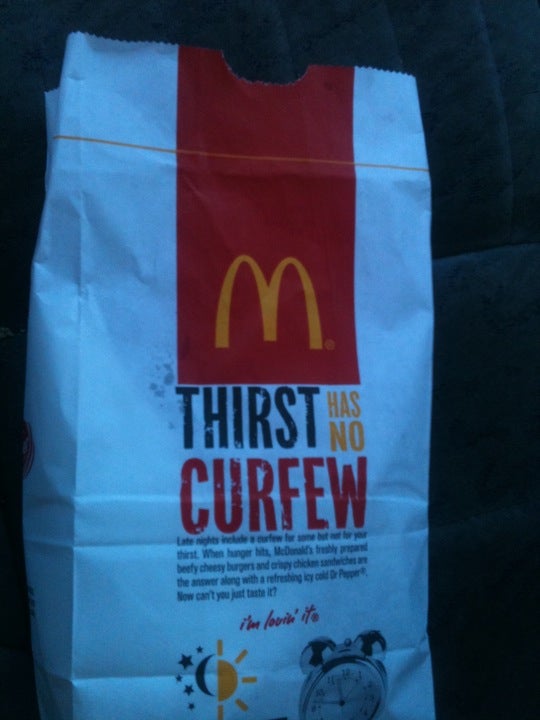 M®
THIRST HAS NO
CURFEW
Late nights include a curfew for some but not for your
thirst. When hunger hits, McDonald's freshly prepared
beefy cheesy burgers and crispy chicken sandwiches are
the answer along with a refreshing icy cold Dr Pepper®.
Now can't you just taste it?
i'm lovin' it®